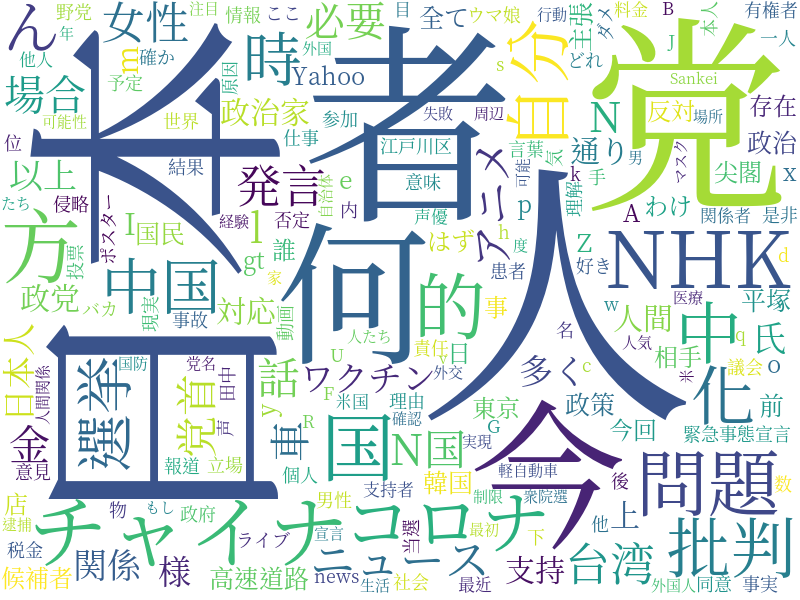 野党
注目
情報
ここ
目
全て
ウマ娘
行動
ダメ
料金
B
本人
有権者
年
女性
必要
主張
J
一人
ん
他人
確か
m
原因
外国
s
どれ
Sankei
予定
時
Yahoo
長
者
自分
党
N
反対
場所
存在
場合
可能性
世界
政治家
参加
失敗
周辺
仕事
江戸川区
言葉
気
通り
男
マスク
政治
位
以上
結果
e
意味
アニメ
可能
k
理解
手
尖閣
x
たち
侵略
ポスター
発言
自治体
声優
p
A
わけ
関係者
是非
方
I
国民
l
経験
否定
内
はず
h
度
Z
好き
d
投票
gt
誰
人
何
的
NHK
政党
バカ
中国
患者
w
平塚
現実
事故
対応
動画
人たち
事
人間
中
氏
医療
日本人
日
国防
党名
家
U
責任
v
日
名
人気
相手
q
o
選挙
田中
党首
話
ワクチン
外交
多く
c
議会
米
化
人間関係
声
F
米国
理由
東京
政策
前
金
y
車
R
確認
G
今回
緊急事態宣言
意見
報道
立場
国
N国
実現
今
問題
個人
軽自動車
後
数
店
物
もし
男性
支持者
韓国
制限
衆院選
他
上
批判
逮捕
政府
チャイナ
コロナ
宣言
当選
最初
下
税金
ライブ
ニュース
台湾
候補者
関係
様
高速道路
news
生活
社会
最近
支持
外国人
同意
事実